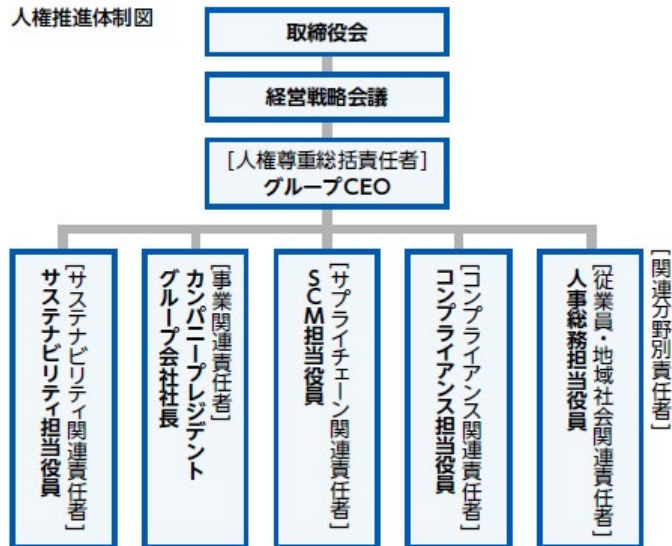 人権推進体制図
取締役会
経営戦略会議
[人権尊重総括責任者]
グループCEO
[関連分野別責任者]
[従業員・地域社会関連責任者]
人事総務担当役員
[コンプライアンス関連責任者]
コンプライアンス担当役員
[サプライチェーン関連責任者]
SCM担当役員
[事業関連責任者]
カンパニープレジデント
グループ会社社長
[サステナビリティ関連責任者]
サステナビリティ担当役員